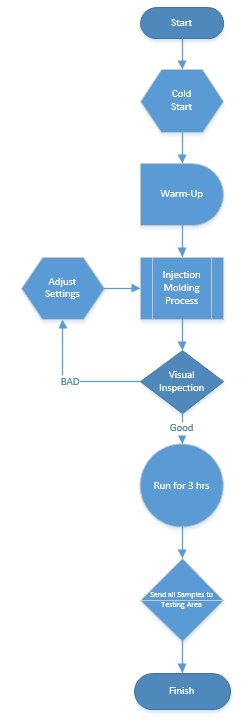 Start
Cold
Start
Warm-Up
Injection
Molding
Process
Adjust
Settings
Visual
Inspection
BAD
Good
Run for 3 hrs
Send all Samples to
Testing Area
Finish